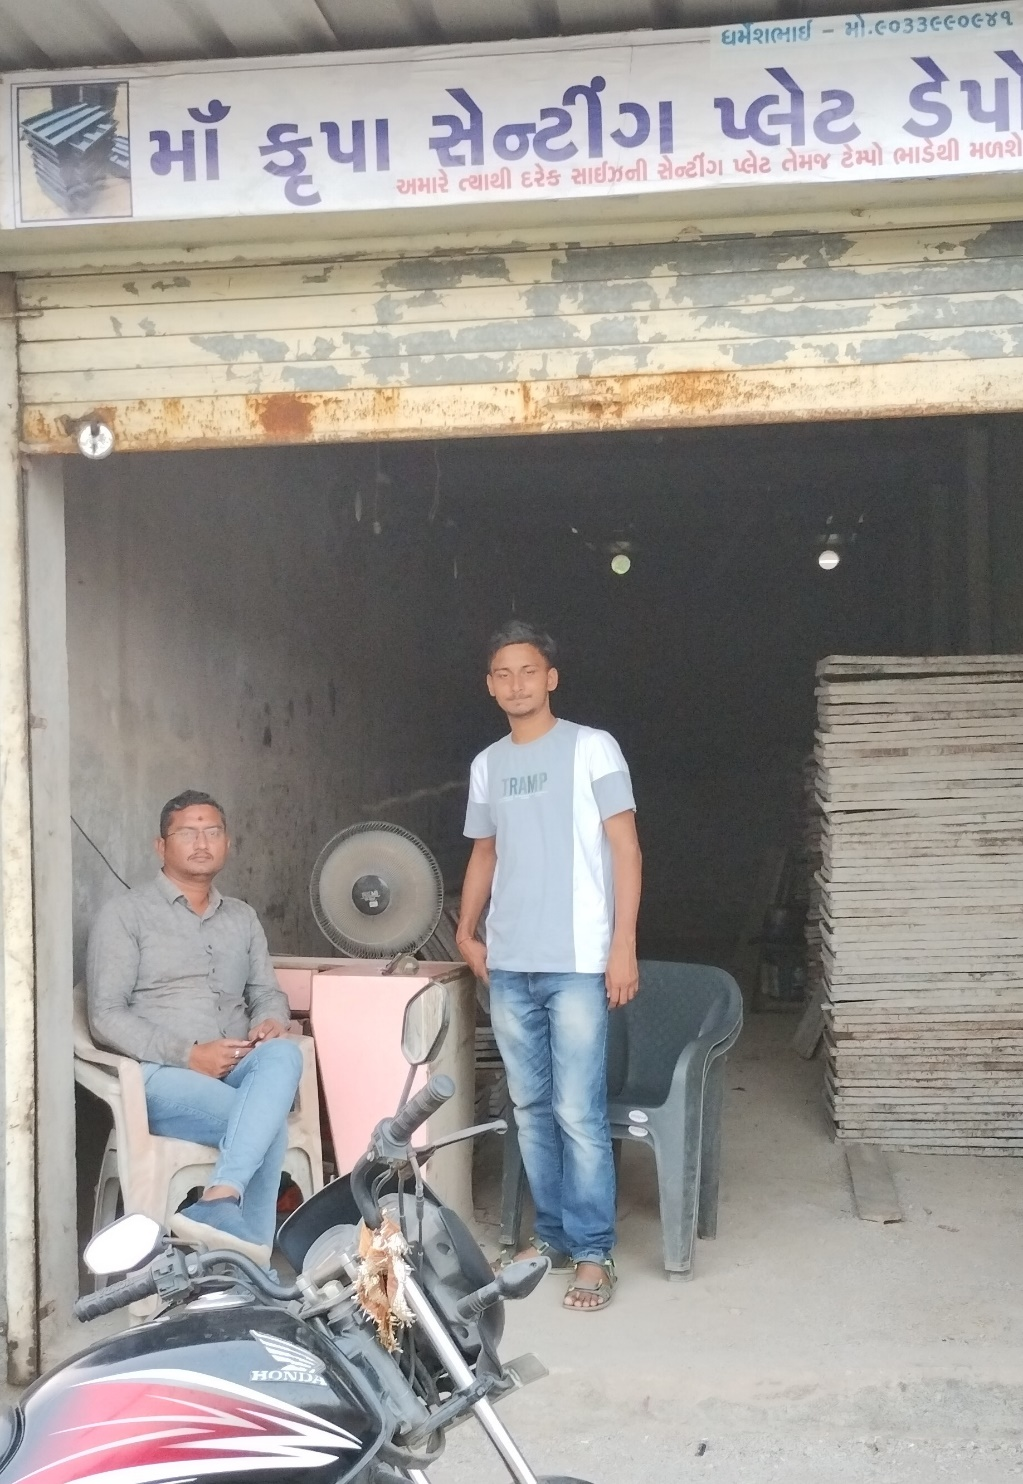 ધર્મેશભાઈ - મો.૯૦૩૩૯૯૦૯૪૧
માઁ કૃપા સેન્ટીંગ પ્લેટ ડેપો
અમારે ત્યાથી દરેક સાઈઝની સેન્ટીંગ પ્લેટ તેમજ ટેમ્પો ભાડેથી મળશે
TRAMP
HONDA